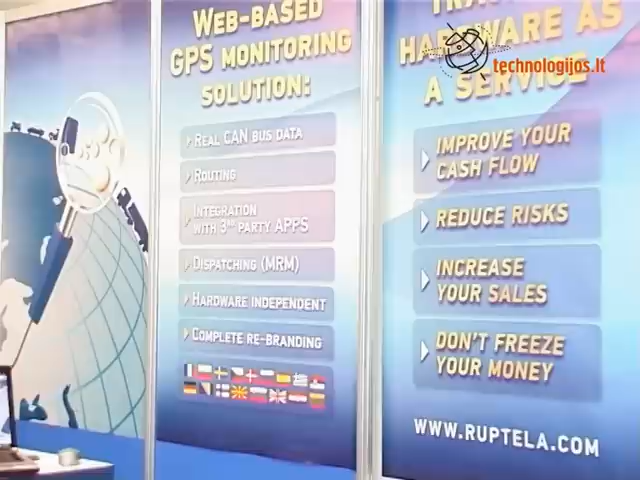 WEB-BASED
GPS MONITORING
SOLUTION:
REAL CAN BUS DATA
ROUTING
INTEGRATION
WITH 3RD PARTY APPS
DISPATCHING (MRM)
HARDWARE INDEPENDENT
COMPLETE RE-BRANDING
HARDWARE AS
A SERVICE
technologijos.lt
IMPROVE YOUR
CASH FLOW
REDUCE RISKS
INCREASE
YOUR SALES
DON'T FREEZE
YOUR MONEY
WWW.RUPTELA.COM